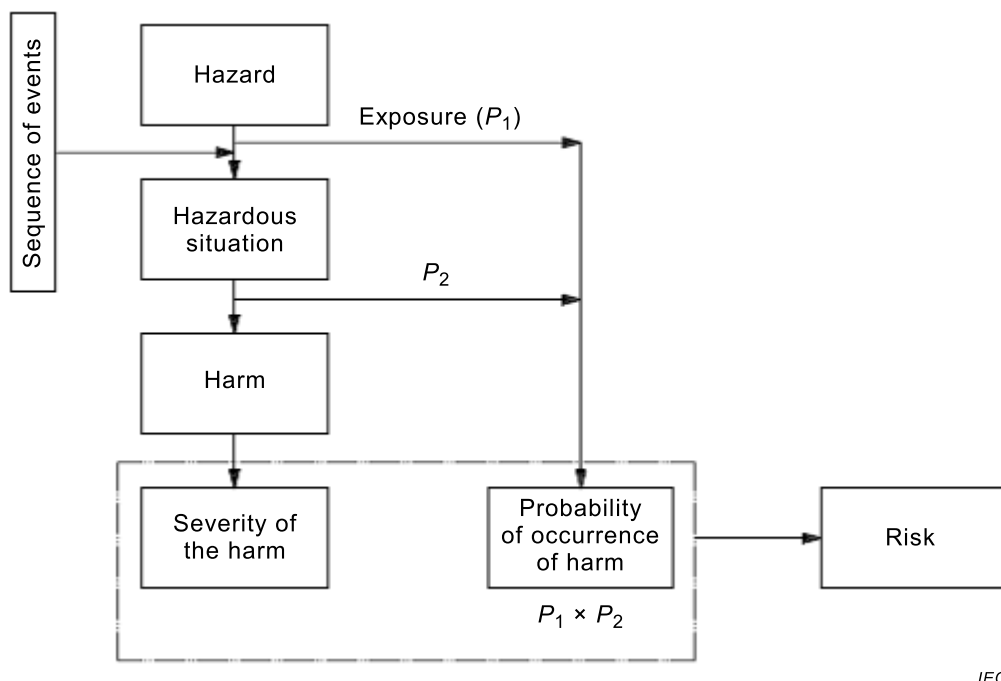 Sequence of events
Hazard
Exposure (P1)
Hazardous
situation
P2
Harm
Severity of
the harm
Probability
of occurrence
of harm
P1 × P2
Risk
IEC